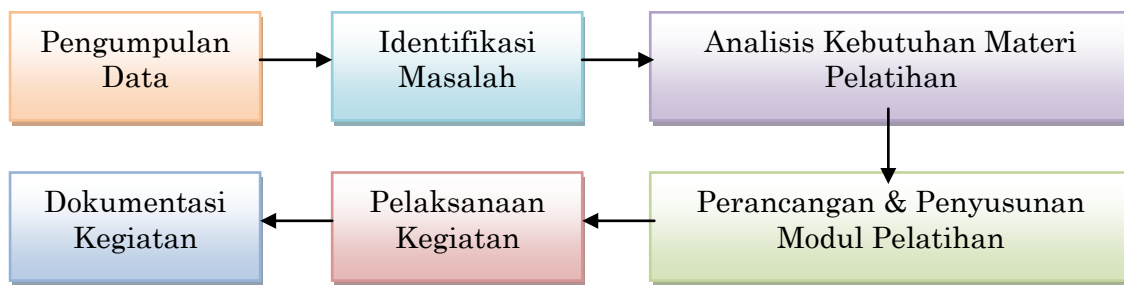 Pengumpulan
Data
Identifikasi
Masalah
Analisis Kebutuhan Materi
Pelatihan
Perancangan & Penyusunan
Modul Pelatihan
Pelaksanaan
Kegiatan
Dokumentasi
Kegiatan